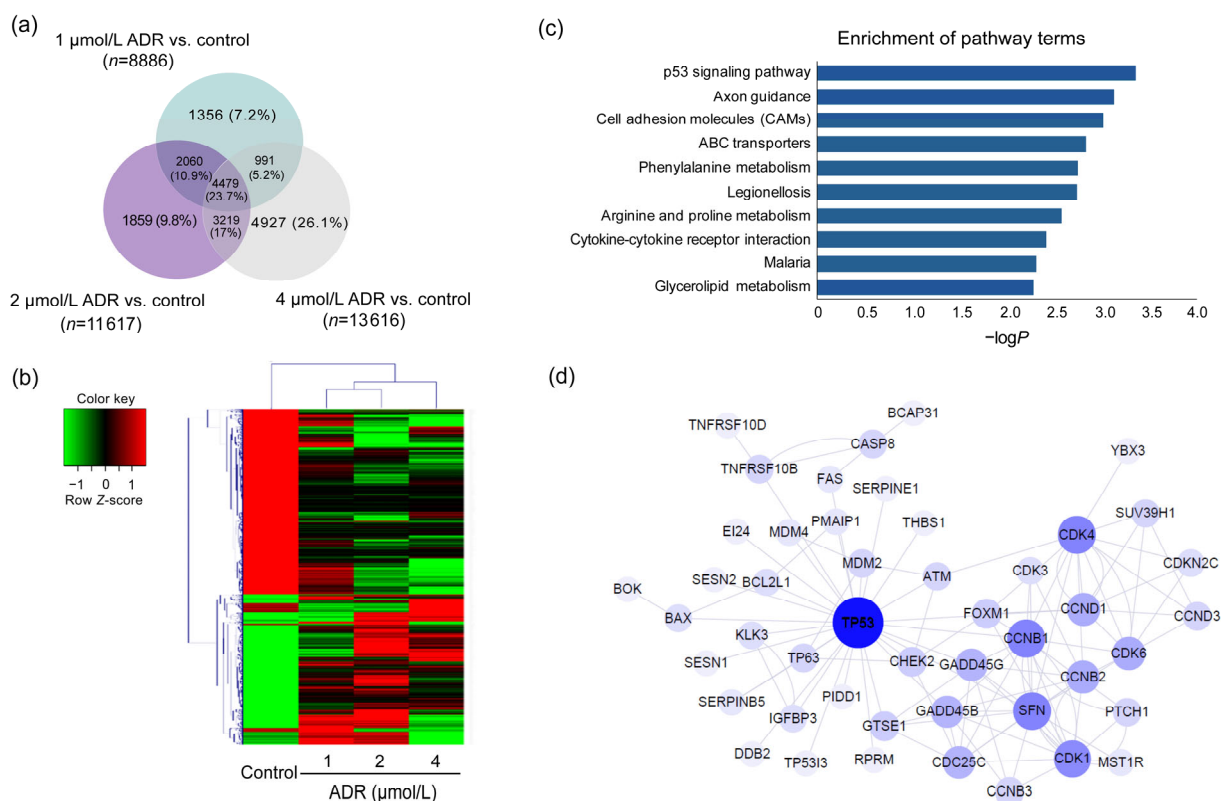 (a)
1 μmol/L ADR vs. control
(n=8886)
1356 (7.2%)
2060
(10.9%)
991
(5.2%)
4479
(23.7%)
1859 (9.8%)
3219
(17%)
4927 (26.1%)
2 μmol/L ADR vs. control
(n=11617)
4 μmol/L ADR vs. control
(n=13616)
(c)
Enrichment of pathway terms
p53 signaling pathway
Axon guidance
Cell adhesion molecules (CAMs)
ABC transporters
Phenylalanine metabolism
Legionellosis
Arginine and proline metabolism
Cytokine-cytokine receptor interaction
Malaria
Glycerolipid metabolism
0 0.5 1.0 1.5 2.0 2.5 3.0 3.5 4.0
−logP
(b)
Color key
−1 0 1
Row Z-score
Control
1 2 4
ADR (μmol/L)
(d)
BCAP31
TNFRSF10D
CASP8
YBX3
TNFRSF10B
FAS
SERPINE1
SUV39H1
PMAIP1
THBS1
EI24
MDM4
CDK4
MDM2
CDKN2C
CDK3
SESN2
BCL2L1
ATM
BOK
FOXM1
CCND1
CCND3
BAX
TP53
KLK3
CCNB1
CDK6
SESN1
TP63
CHEK2
GADD45G
CCNB2
SERPINB5
PIDD1
IGFBP3
GADD45B
SFN
PTCH1
GTSE1
DDB2
TP53I3
RPRM
CDC25C
CDK1
MST1R
CCNB3